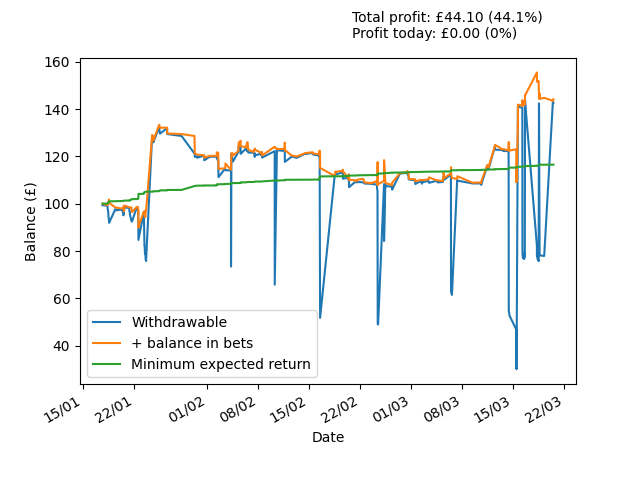 Total profit: £44.10 (44.1%)
Profit today: £0.00 (0%)
160
140
120
100
80
60
40
Balance (£)
Withdrawable
+ balance in bets
Minimum expected return
15/01
22/01
01/02
08/02
15/02
22/02
01/03
08/03
15/03
22/03
Date